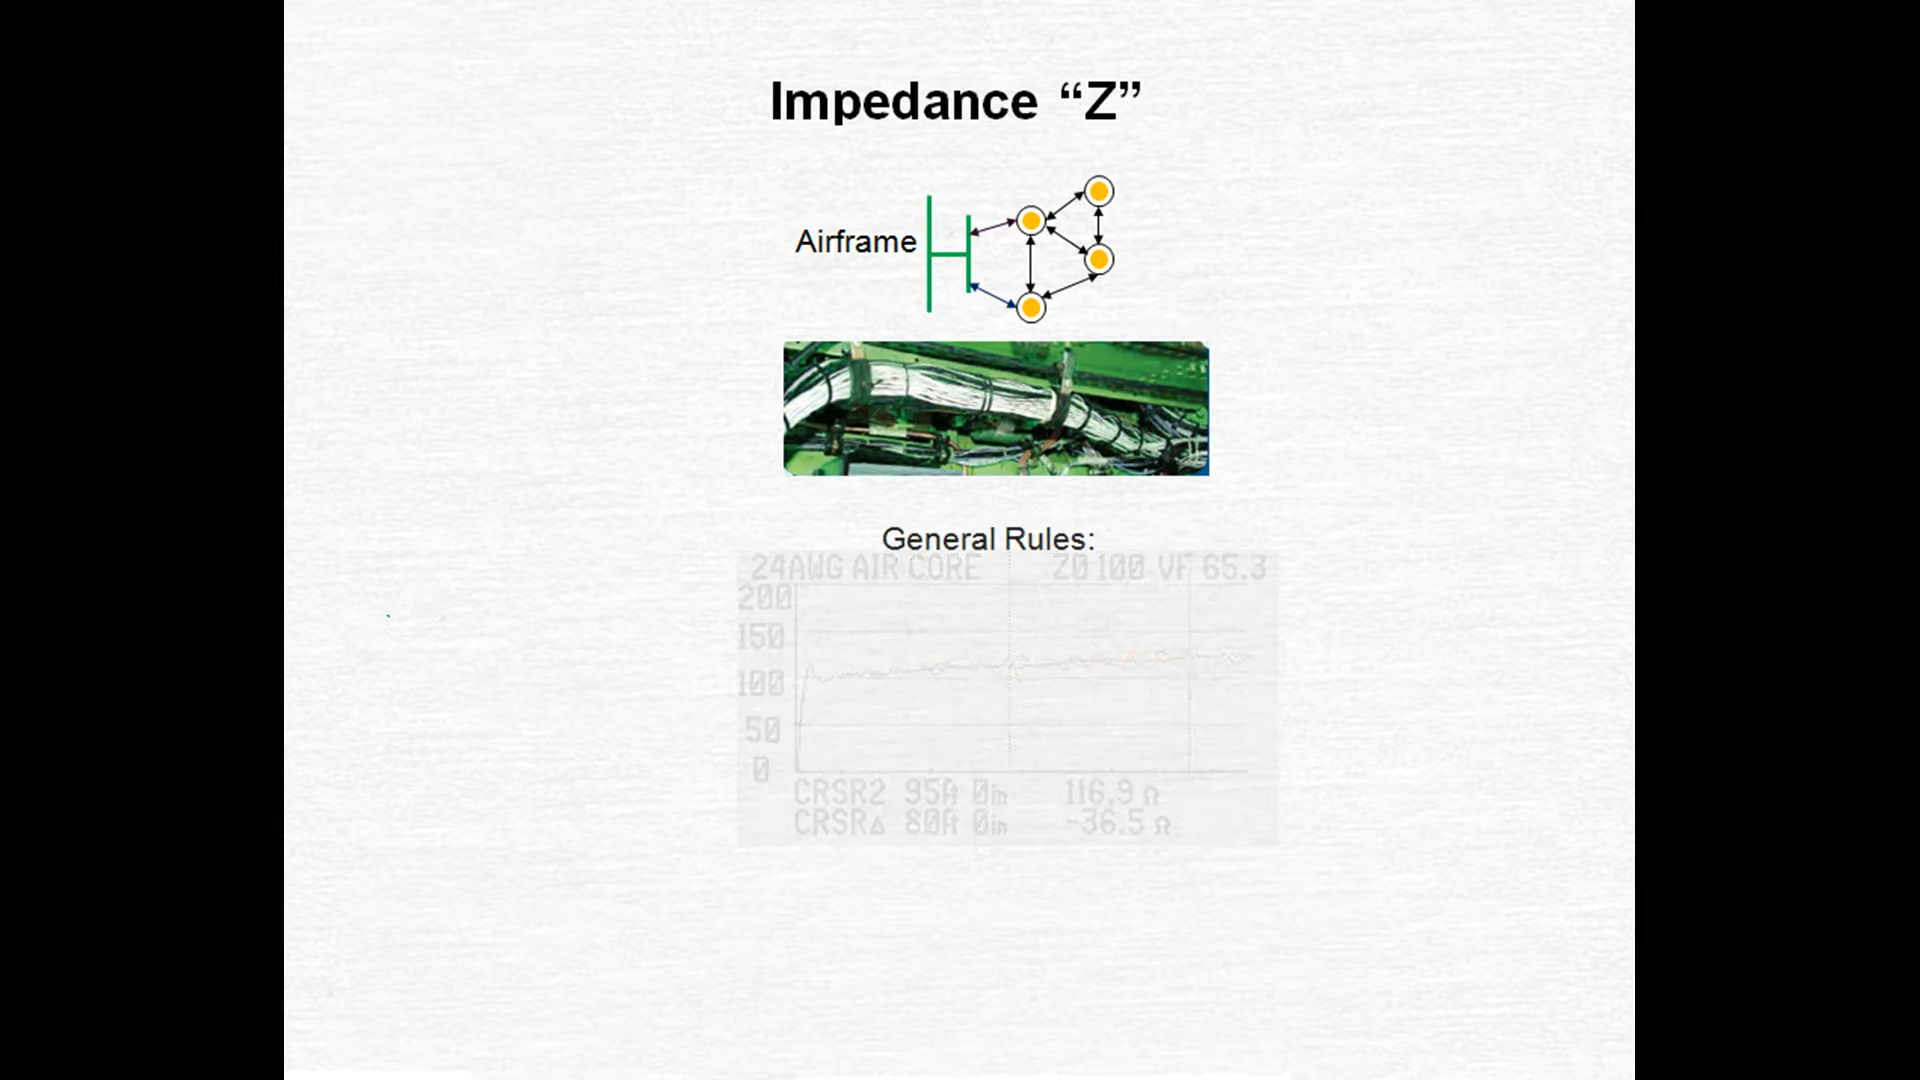 Impedance “Z”
Airframe
General Rules:
24AWG AIR CORE Z0 100 VF 65.3
200
150
100
50
0
CRSR2 95ft 0in 116.9 Ω
CRSR∆ 80ft 0in -36.5 Ω